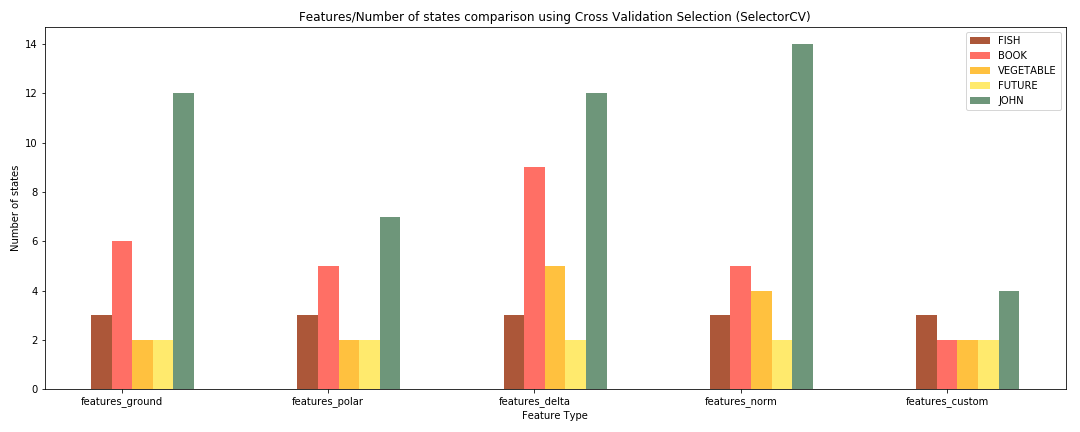 Features/Number of states comparison using Cross Validation Selection (SelectorCV)
FISH
BOOK
VEGETABLE
FUTURE
JOHN
Number of states
14
12
10
8
6
4
2
0
features_ground
features_polar
features_delta
features_norm
features_custom
Feature Type